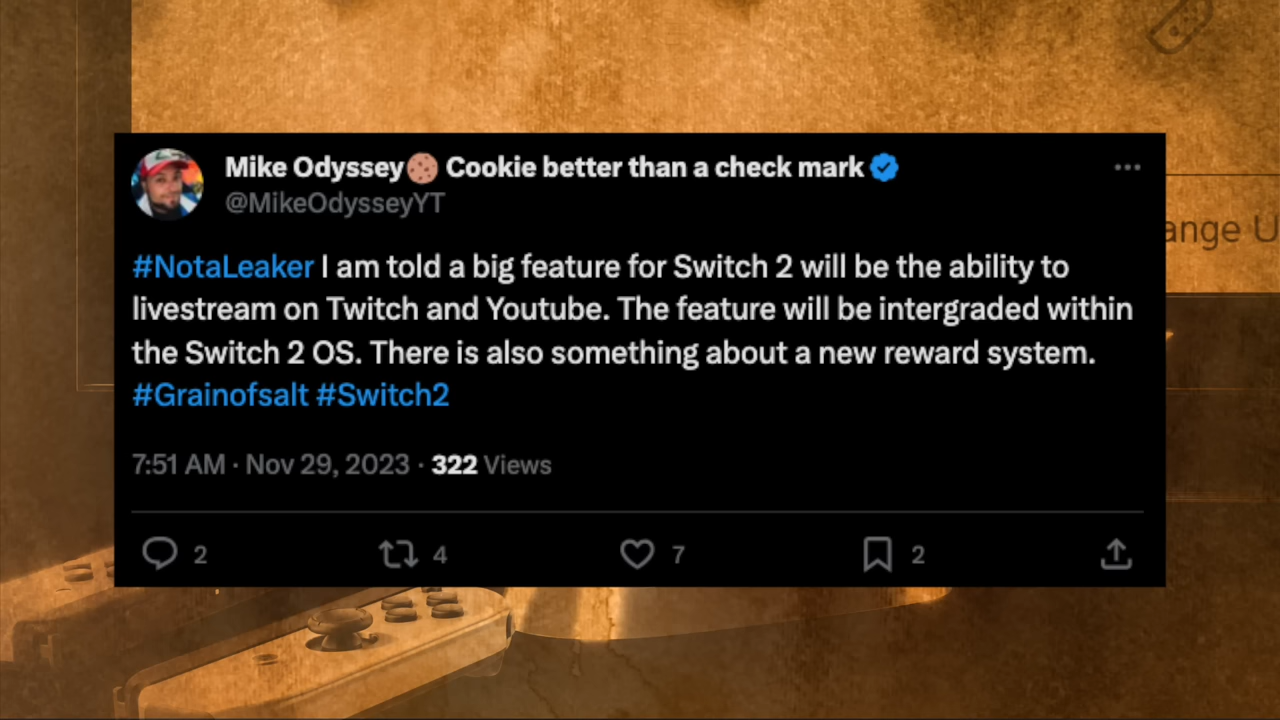 Mike Odyssey🍪 Cookie better than a check mark
@MikeOdysseyYT
#NotaLeaker I am told a big feature for Switch 2 will be the ability to
livestream on Twitch and Youtube. The feature will be intergraded within
the Switch 2 OS. There is also something about a new reward system.
#Grainofsalt #Switch2
7:51 AM · Nov 29, 2023 · 322 Views
2 4 7 2
ange U